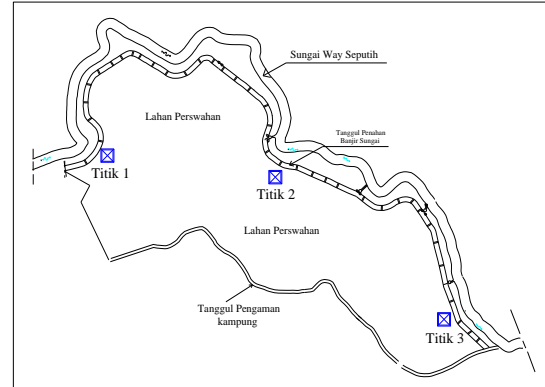 Sungai Way Seputih
Lahan Perswahan
Tanggul Penahan
Banjir Sungai
Titik 1
Titik 2
Lahan Perswahan
Tanggul Pengaman
kampung
Titik 3